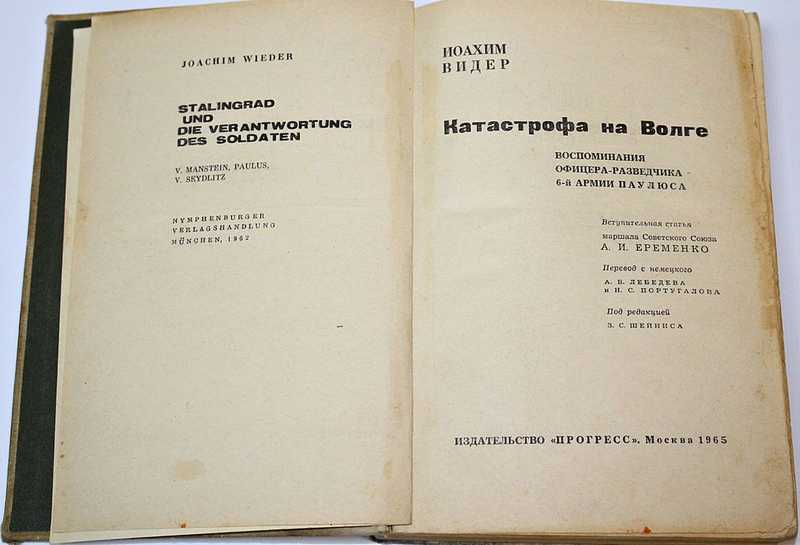 JOACHIM WIEDER
STALINGRAD
UND
DIE VERANTWORTUNG
DES SOLDATEN
V. MANSTEIN, PAULUS,
V. SEYDLITZ
NYMPHENBURGER
VERLAGSHANDLUNG
MÜNCHEN, 1962
ИОАХИМ
ВИДЕР
Катастрофа на Волге
ВОСПОМИНАНИЯ
ОФИЦЕРА-РАЗВЕДЧИКА
6-й АРМИИ ПАУЛЮСА
Вступительная статья
маршала Советского Союза
А. И. ЕРЕМЕНКО
Перевод с немецкого
А. В. ЛЕБЕДЕВА
и Н. С. ПОРТУГАЛОВА
Под редакцией
З. С. ШЕЙНИСА
ИЗДАТЕЛЬСТВО «ПРОГРЕСС». Москва 1965